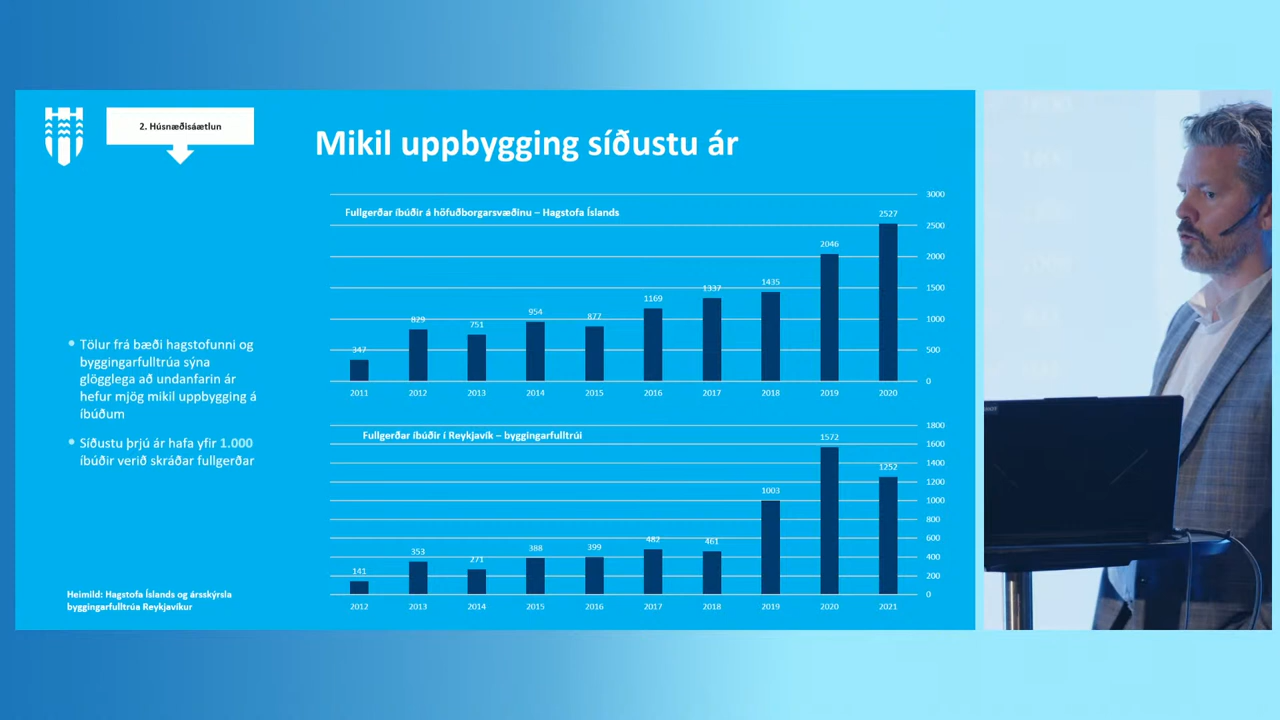 2. Húsnæðisáætlun
Mikil uppbygging síðustu ár
Tölur frá bæði hagstofunni og
byggingarfulltrúa sýna
glögglega að undanfarin ár
hefur mjög mikil uppbygging á
íbúðum
Síðustu þrjú ár hafa yfir 1.000
íbúðir verið skráðar fullgerðar
Heimild: Hagstofa Íslands og ársskýrsla
byggingarfulltrúa Reykjavíkur
Fullgerðar íbúðir á höfuðborgarsvæðinu – Hagstofa Íslands
3000
2500
2000
1500
1000
500
0
347 829 751 954 877 1169 1337 1435 2046 2527
2011 2012 2013 2014 2015 2016 2017 2018 2019 2020
Fullgerðar íbúðir í Reykjavík – byggingarfulltrúi
1800
1600
1400
1200
1000
800
600
400
200
0
141 353 271 388 399 482 461 1003 1572 1252
2012 2013 2014 2015 2016 2017 2018 2019 2020 2021